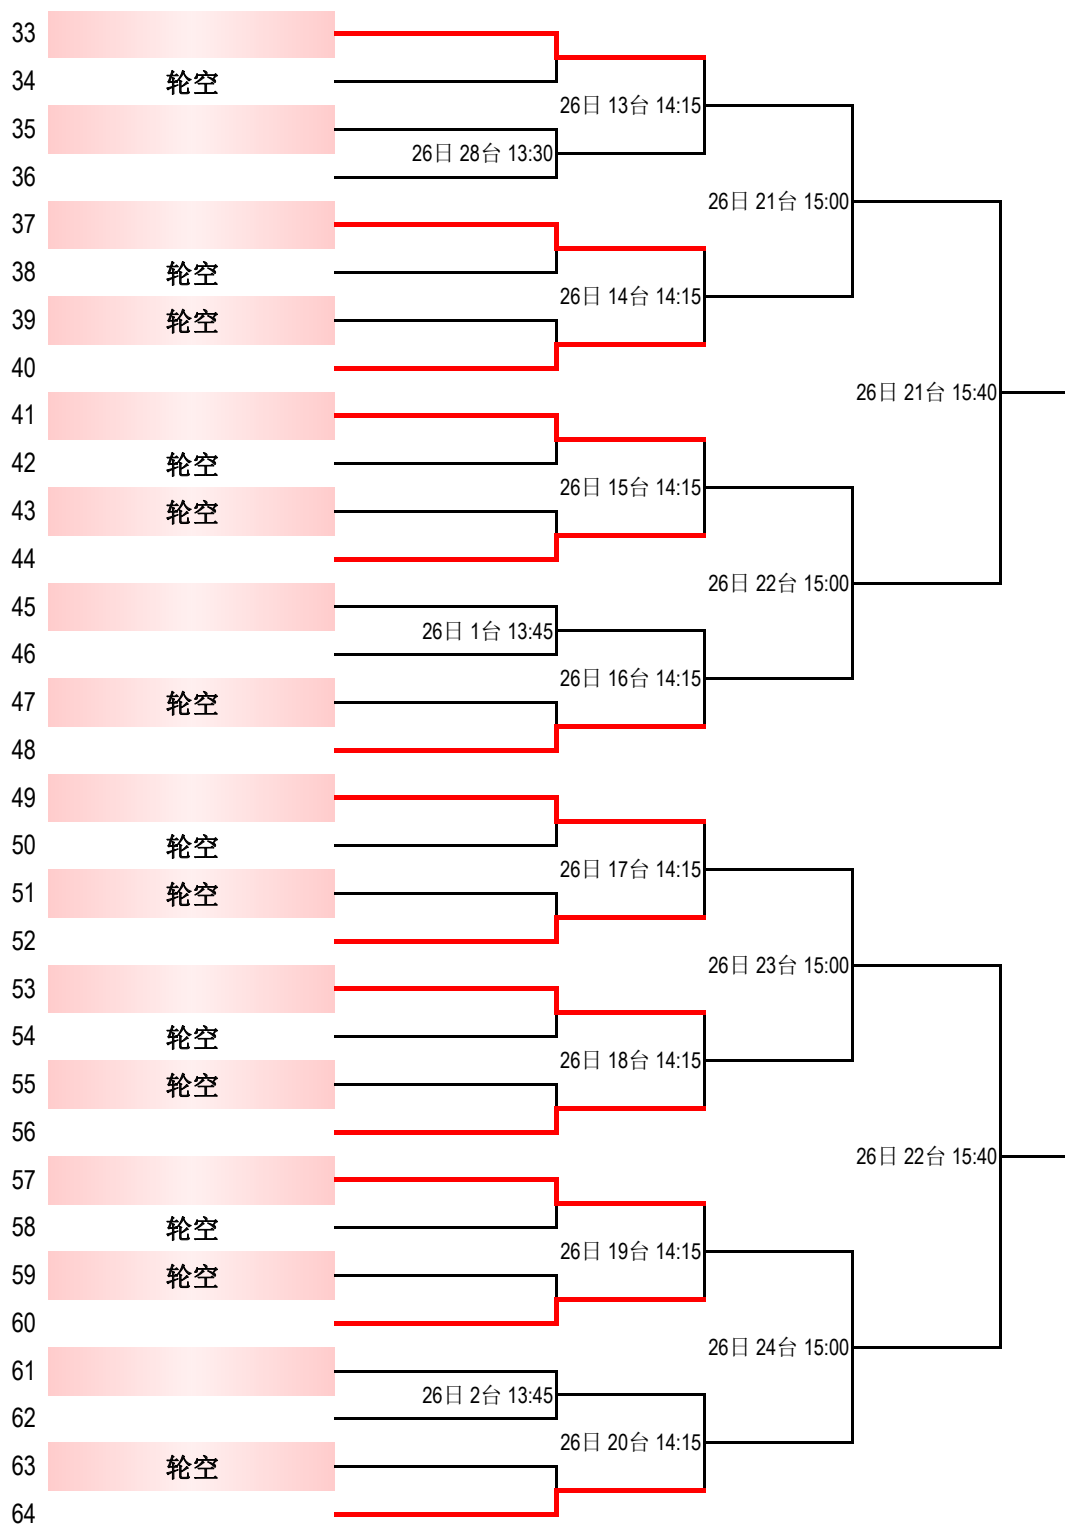 33
34 轮空
26日 13台 14:15
35
26日 28台 13:30
36
26日 21台 15:00
37
38 轮空
26日 14台 14:15
39 轮空
40
26日 21台 15:40
41
42 轮空
26日 15台 14:15
43 轮空
44
26日 22台 15:00
45
26日 1台 13:45
46
26日 16台 14:15
47 轮空
48
49
50 轮空
26日 17台 14:15
51 轮空
52
26日 23台 15:00
53
54 轮空
26日 18台 14:15
55 轮空
56
26日 22台 15:40
57
58 轮空
26日 19台 14:15
59 轮空
60
26日 24台 15:00
61
26日 2台 13:45
62
26日 20台 14:15
63 轮空
64